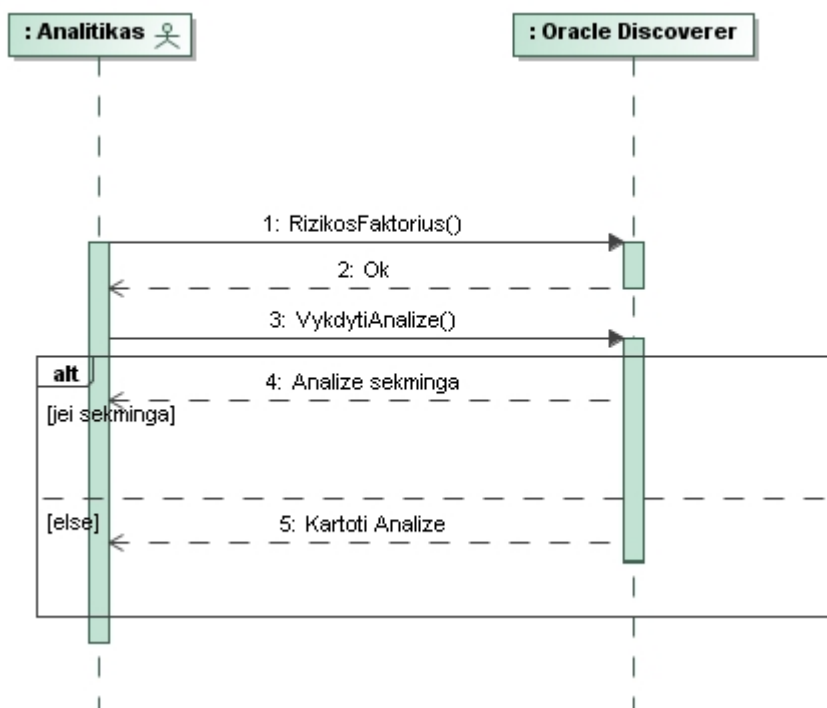 : Analitikas
: Oracle Discoverer
1: RizikosFaktorius()
2: Ok
3: VykdytiAnalize()
alt
4: Analize sekminga
[jei sekminga]
[else]
5: Kartoti Analize